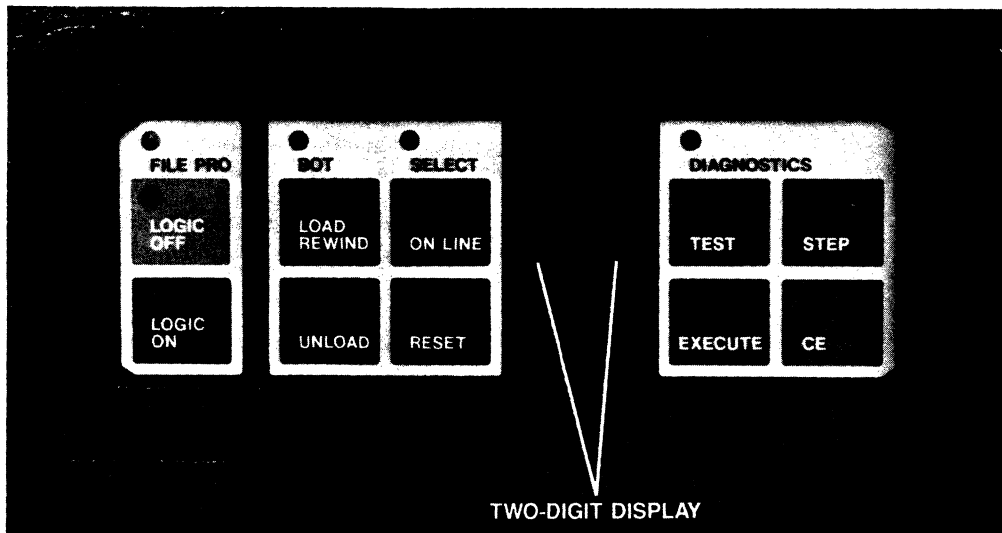 FILE PRO
LOGIC
OFF
LOGIC
ON
BOT
SELECT
LOAD
REWIND
ON LINE
UNLOAD
RESET
DIAGNOSTICS
TEST
STEP
EXECUTE
CE
TWO-DIGIT DISPLAY